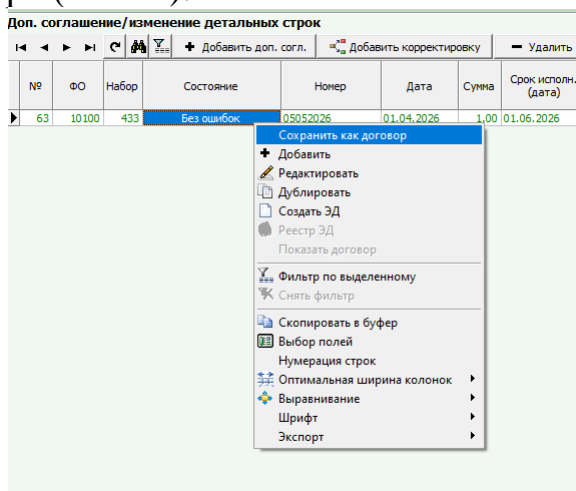 Доп. соглашение/изменение детальных строк
Добавить доп. согл. Добавить корректировку Удалить
№ ФО Набор Состояние Номер Дата Сумма Срок исполн. (дата)
63 10100 433 Без ошибок 05052026 01.04.2026 1,00 01.06.2026
Сохранить как договор
Добавить
Редактировать
Дублировать
Создать ЭД
Реестр ЭД
Показать договор
Фильтр по выделенному
Снять фильтр
Скопировать в буфер
Выбор полей
Нумерация строк
Оптимальная ширина колонок
Выравнивание
Шрифт
Экспорт